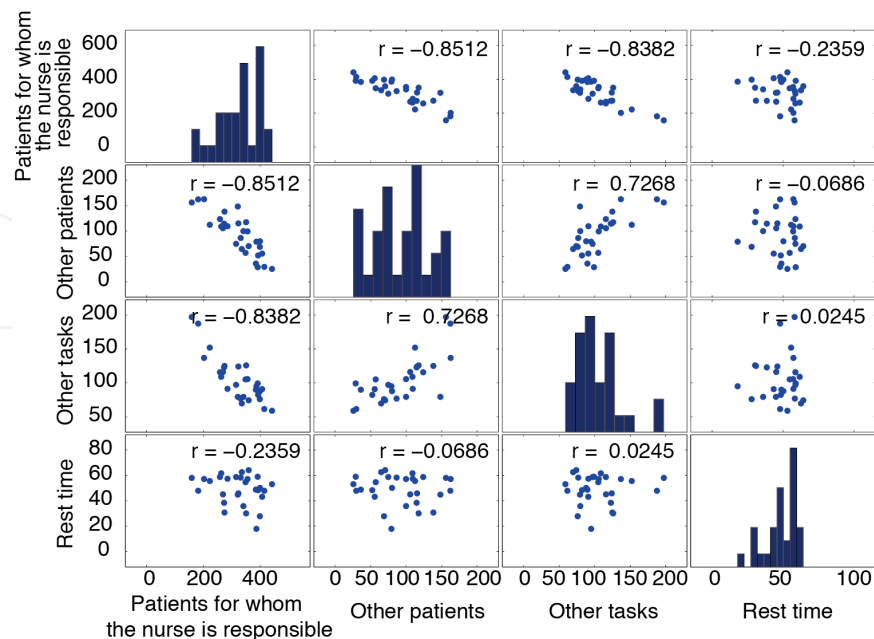 Patients for whom
the nurse is
responsible
600
400
200
0
r = −0.8512
r = −0.8382
r = −0.2359
Other patients
200
150
100
50
0
r = −0.8512
r = 0.7268
r = −0.0686
Other tasks
200
150
100
50
r = −0.8382
r = 0.7268
r = 0.0245
Rest time
80
60
40
20
0
r = −0.2359
r = −0.0686
r = 0.0245
0 200 400
0 50 100 150 200
0 50 100 150 200
0 50 100
Patients for whom
the nurse is responsible
Other patients
Other tasks
Rest time